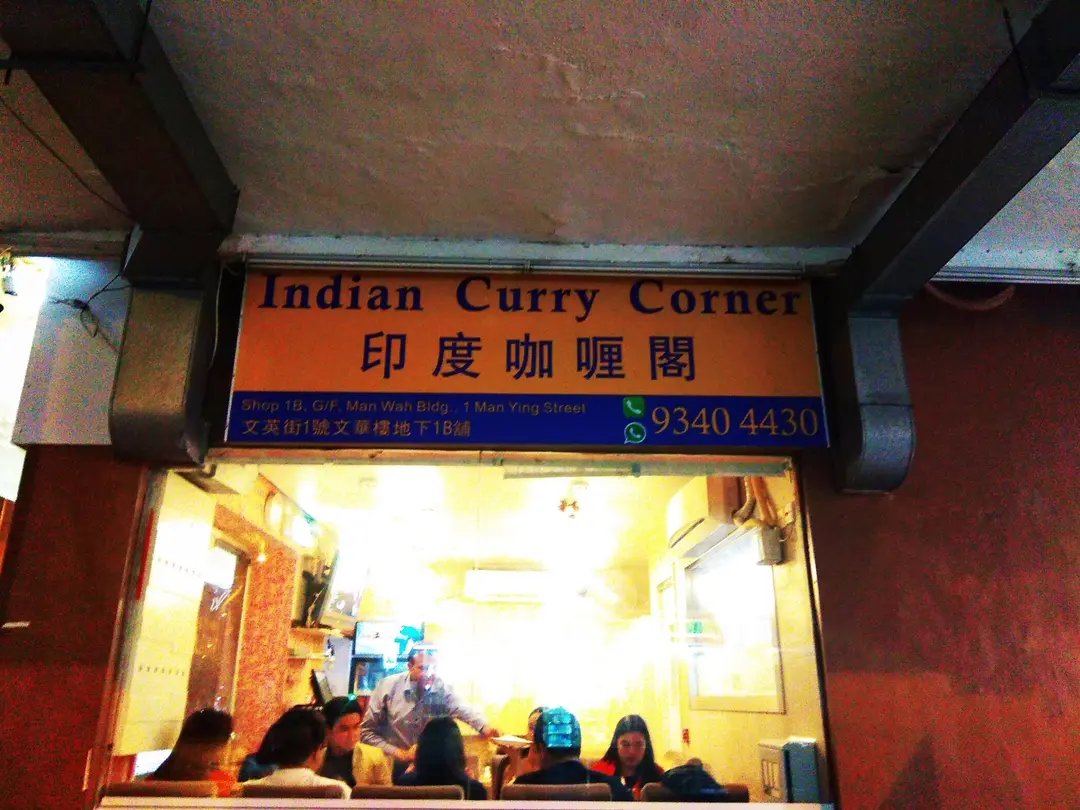 Indian Curry Corner
印度咖喱閣
Shop 1B, G/F, Man Wah Bldg., 1 Man Ying Street
文英街1號文華樓地下1B舖
9340 4430